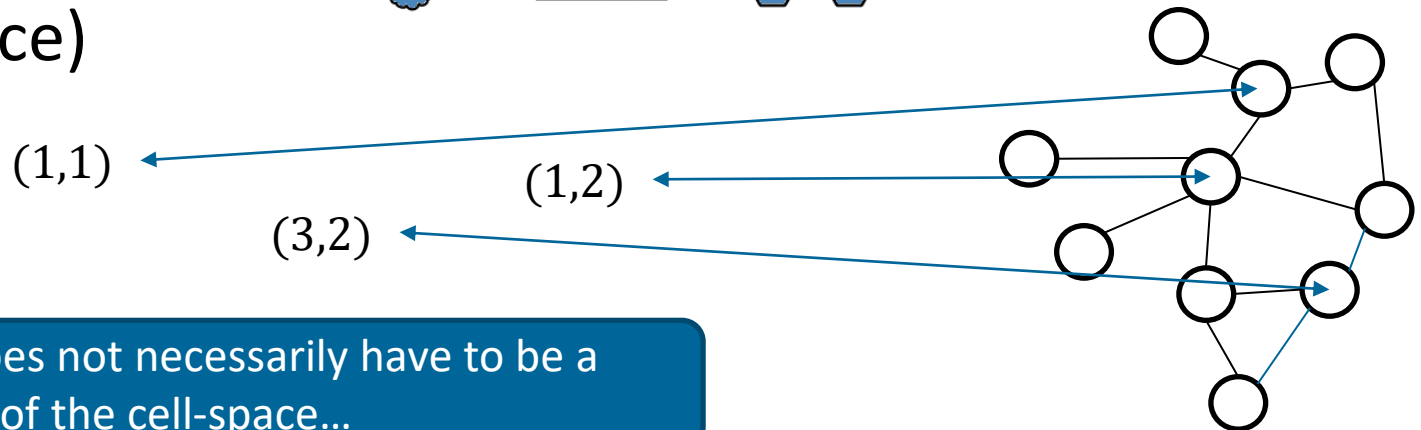 ce)
(1,1)
(1,2)
(3,2)
es not necessarily have to be a
of the cell-space...